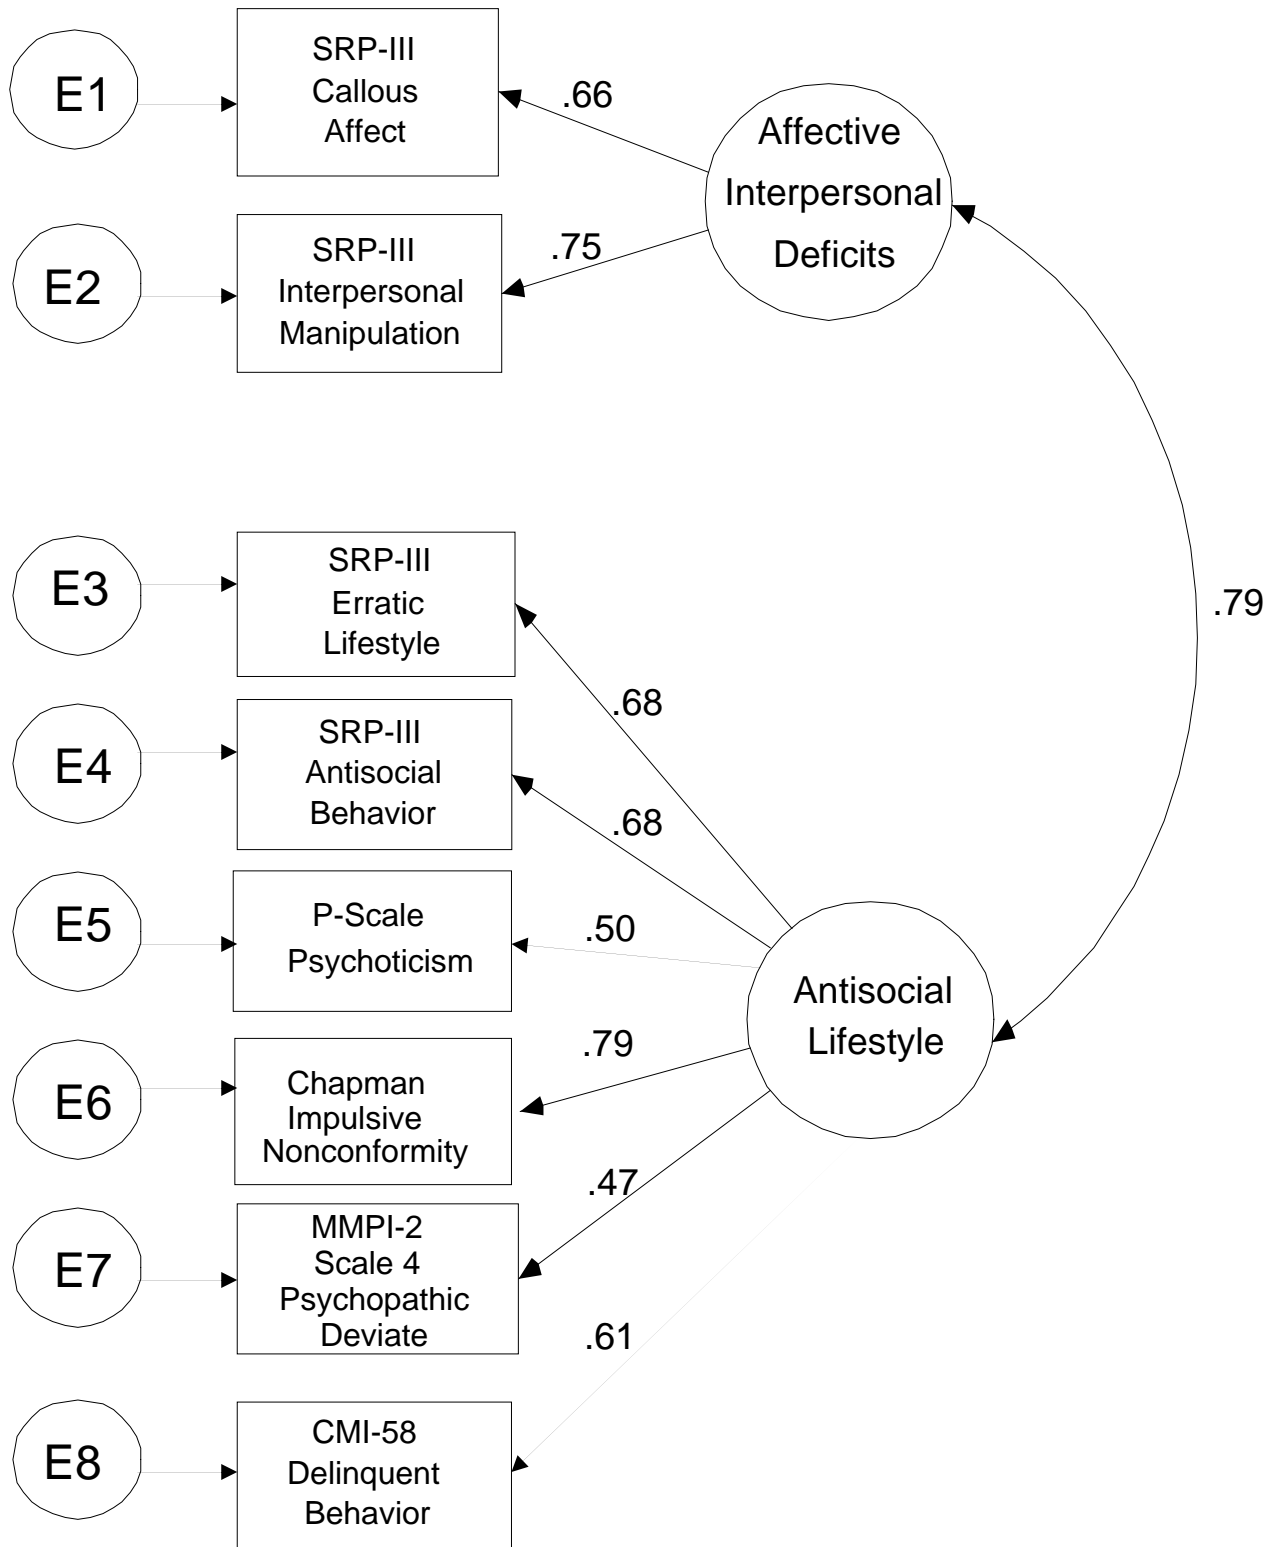 E1
SRP-III
Callous
Affect
.66
Affective
Interpersonal
Deficits
E2
SRP-III
Interpersonal
Manipulation
.75
E3
SRP-III
Erratic
Lifestyle
.79
.68
E4
SRP-III
Antisocial
Behavior
.68
E5
P-Scale
Psychoticism
.50
Antisocial
Lifestyle
E6
Chapman
Impulsive
Nonconformity
.79
E7
MMPI-2
Scale 4
Psychopathic
Deviate
.47
E8
CMI-58
Delinquent
Behavior
.61